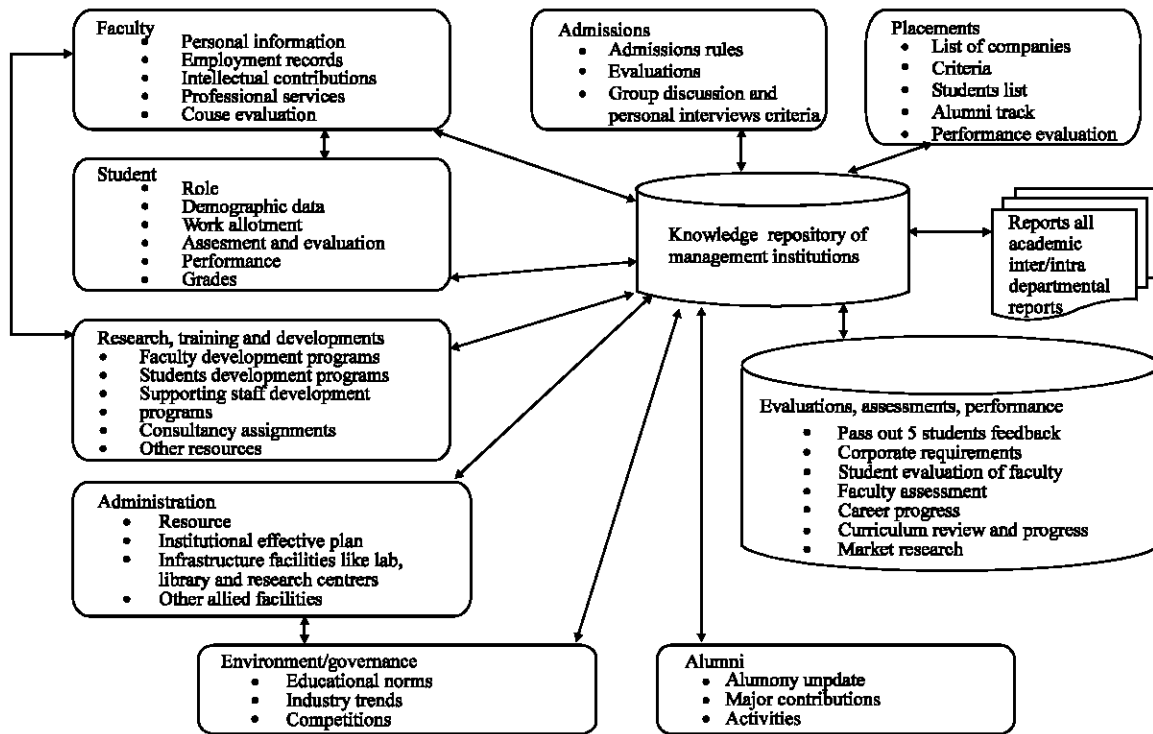 Faculty
• Personal information
• Employment records
• Intellectual contributions
• Professional services
• Couse evaluation
Admissions
• Admissions rules
• Evaluations
• Group discussion and
personal interviews criteria
Placements
• List of companies
• Criteria
• Students list
• Alumni track
• Performance evaluation
Student
• Role
• Demographic data
• Work allotment
• Assesment and evaluation
• Performance
• Grades
Knowledge repository of
management institutions
Reports all
academic
inter/intra
departmental
reports
Research, training and developments
• Faculty development programs
• Students development programs
• Supporting staff development
• programs
• Consultancy assignments
• Other resources
Evaluations, assessments, performance
• Pass out 5 students feedback
• Corporate requirements
• Student evaluation of faculty
• Faculty assessment
• Career progress
• Curriculum review and progress
• Market research
Administration
• Resource
• Institutional effective plan
• Infrastructure facilities like lab,
library and research centrers
• Other allied facilities
Environment/governance
• Educational norms
• Industry trends
• Competitions
Alumni
• Alumony unpdate
• Major contributions
• Activities